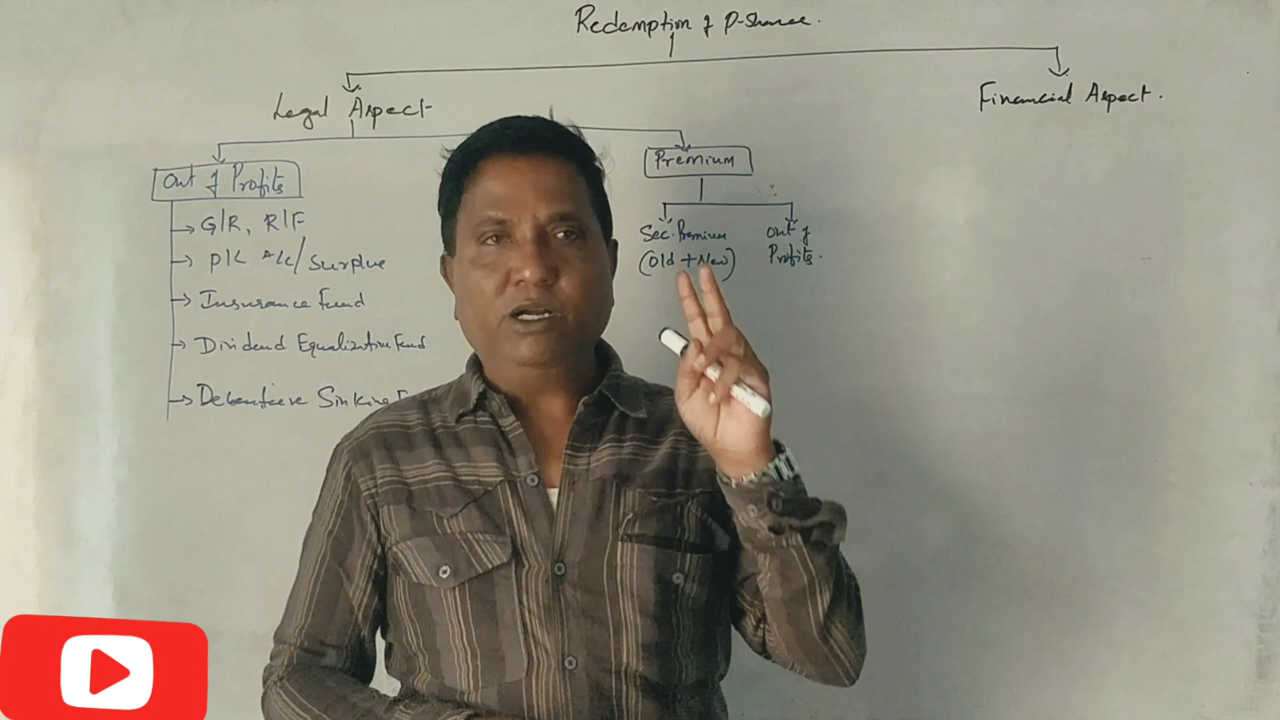 Redemption of P-Share.
Legal Aspect
Financial Aspect.
Out of Profits
Premium
G/R, R/F
P/L A/c/Surplus
Insurance Fund
Dividend Equalization Fund
Debenture Sinking F
Sec. Premium
(Old + New)
Out of
Profits.